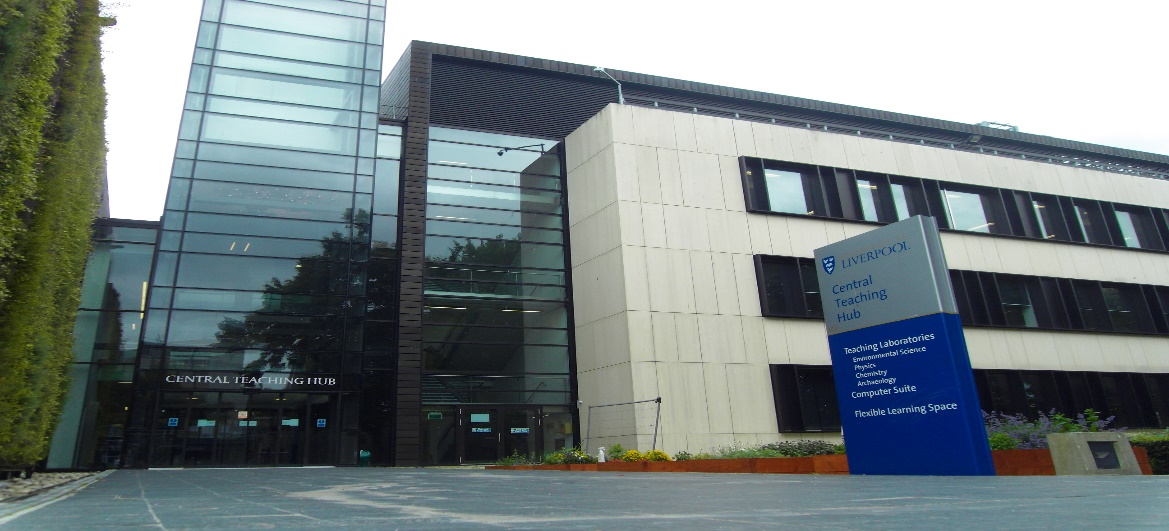 CENTRAL TEACHING HUB
LIVERPOOL
Central
Teaching
Hub
Teaching Laboratories
Environmental Science
Physics
Chemistry
Archaeology
Computer Suite
Flexible Learning Space